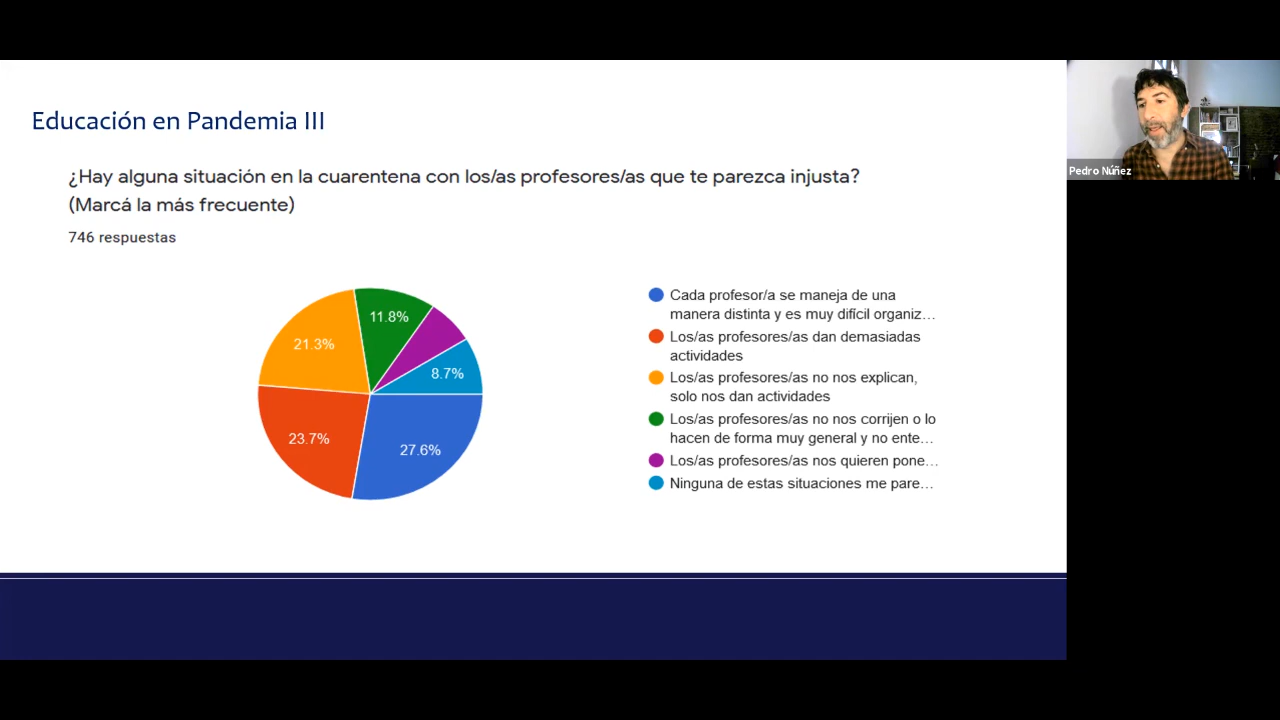 Educación en Pandemia III
¿Hay alguna situación en la cuarentena con los/as profesores/as que te parezca injusta?
(Marcá la más frecuente)
746 respuestas
11.8%
21.3%
8.7%
23.7%
27.6%
Cada profesor/a se maneja de una
manera distinta y es muy difícil organiz…
Los/as profesores/as dan demasiadas
actividades
Los/as profesores/as no nos explican,
solo nos dan actividades
Los/as profesores/as no nos corrijen o lo
hacen de forma muy general y no ente…
Los/as profesores/as nos quieren pone…
Ninguna de estas situaciones me pare…
Pedro Núñez